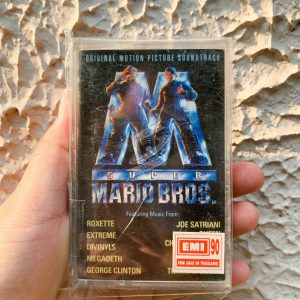 ORIGINAL MOTION PICTURE SOUNDTRACK
SUPER
MARIO BROS.
Featuring Music From:
ROXETTE
JOE SATRIANI
EXTREME
DIVINYLS
MEGADETH
GEORGE CLINTON
EMI
90
FOR SALE IN THAILAND